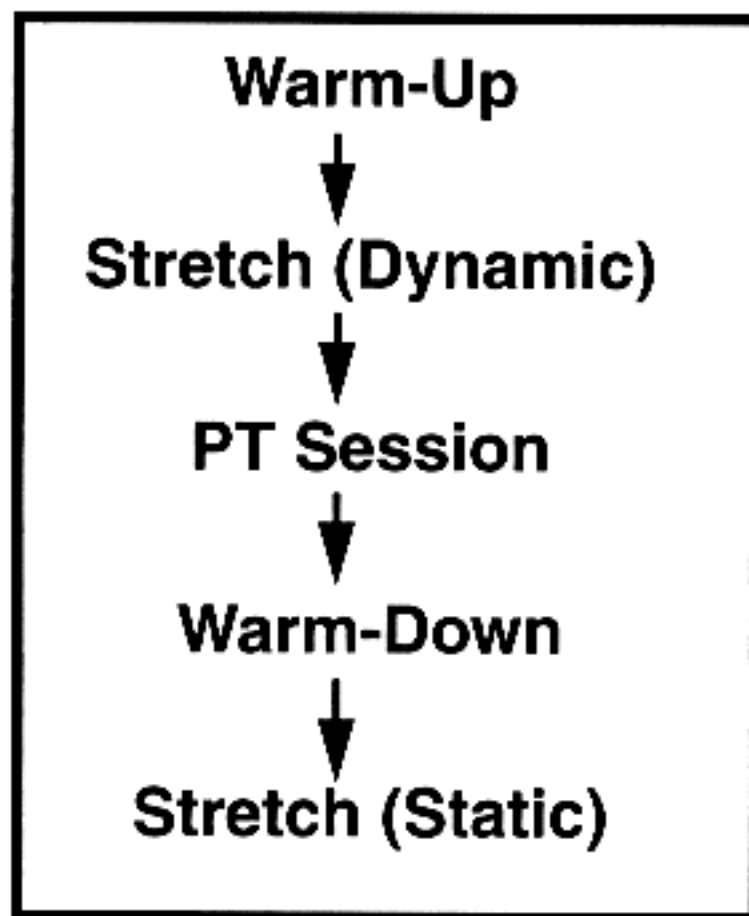 Warm-Up
Stretch (Dynamic)
PT Session
Warm-Down
Stretch (Static)